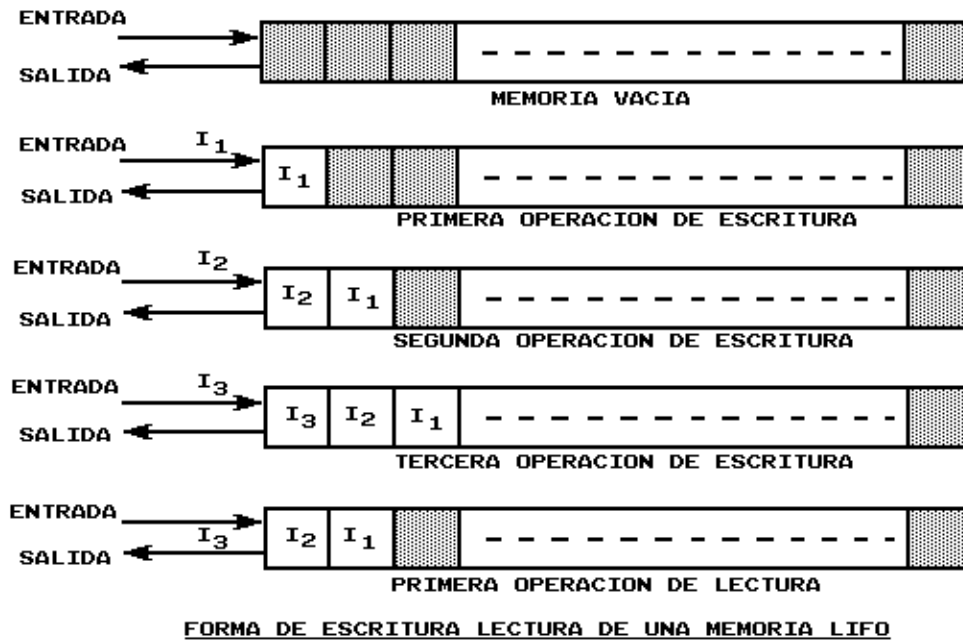 ENTRADA
SALIDA
MEMORIA VACIA
ENTRADA I1
I1
SALIDA
PRIMERA OPERACION DE ESCRITURA
ENTRADA I2
I2 I1
SALIDA
SEGUNDA OPERACION DE ESCRITURA
ENTRADA I3
I3 I2 I1
SALIDA
TERCERA OPERACION DE ESCRITURA
ENTRADA
SALIDA I3 I2 I1
PRIMERA OPERACION DE LECTURA
FORMA DE ESCRITURA LECTURA DE UNA MEMORIA LIFO